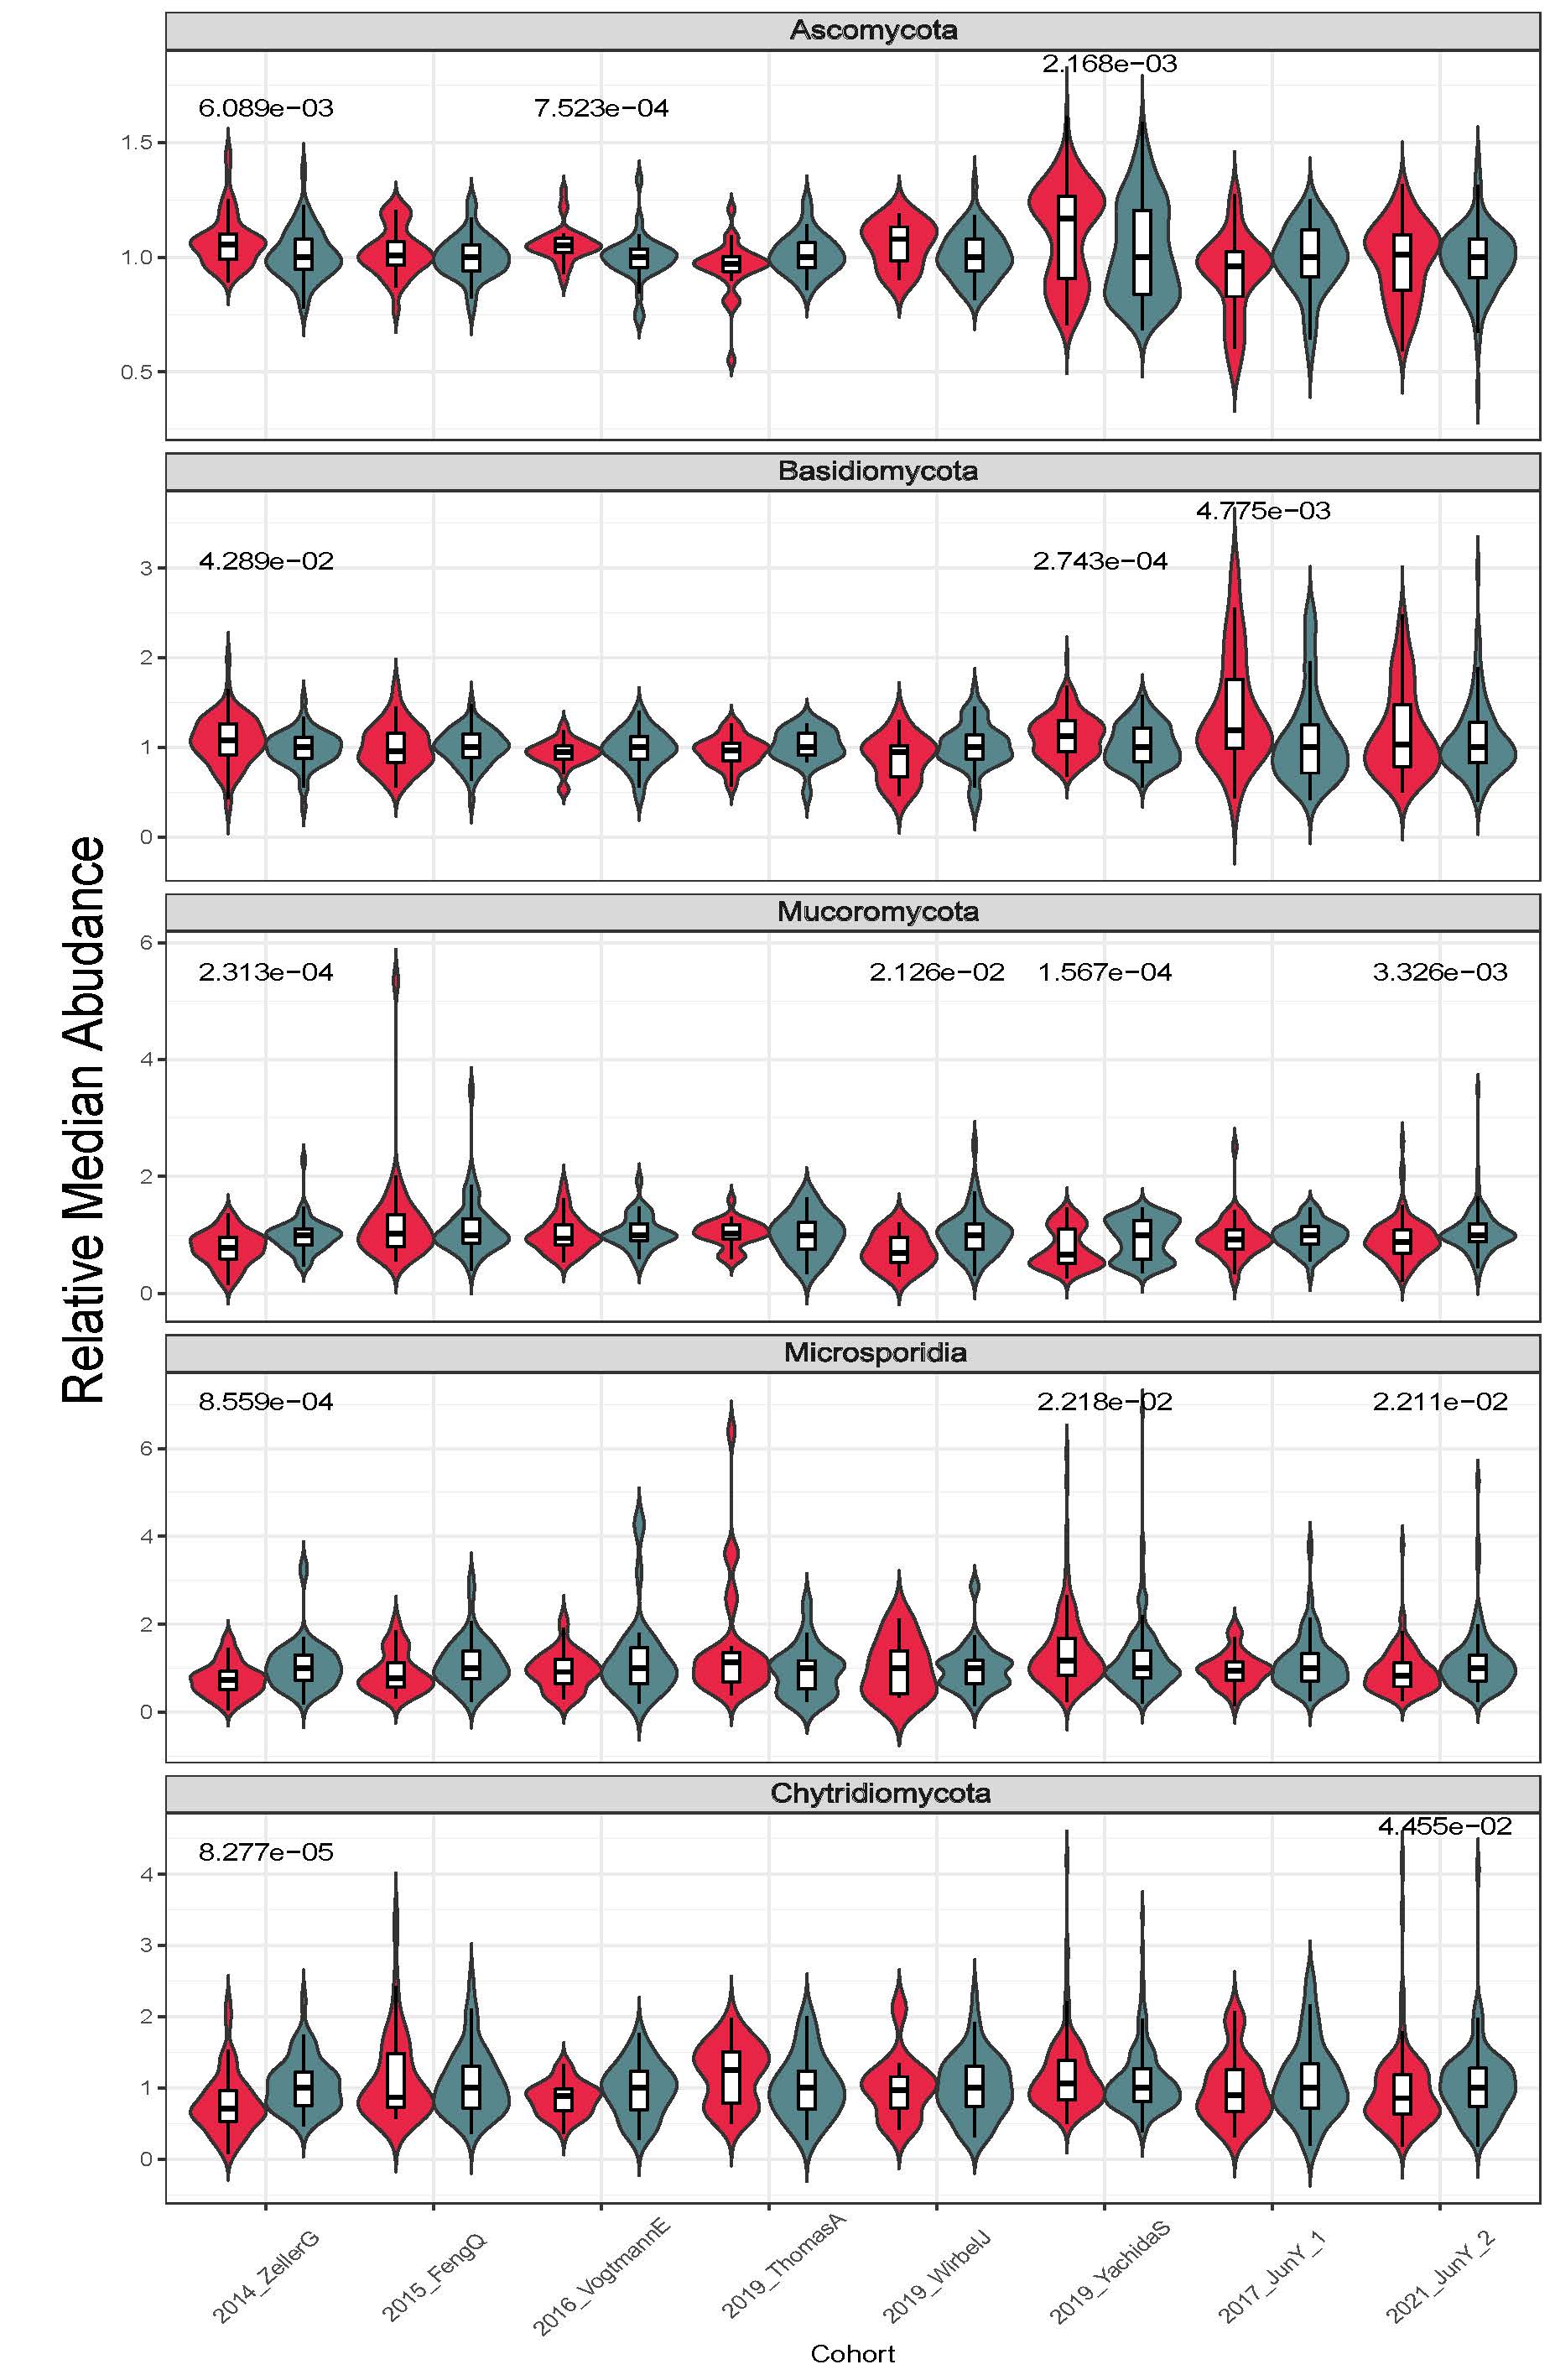 Ascomycota
2.168e−03
6.089e−03 7.523e−04
1.5
1.0
0.5
Basidiomycota
4.775e−03
4.289e−02 2.743e−04
3
2
1
0
Relative Median Abudance
Mucoromycota
6
2.313e−04 2.126e−02 1.567e−04 3.326e−03
4
2
0
Microsporidia
8.559e−04 2.218e−02 2.211e−02
6
4
2
0
Chytridiomycota
4.455e−02
8.277e−05
4
3
2
1
0
2014_ZellerG 2015_FengQ 2016_VogtmannE 2019_ThomasA 2019_WirbelJ 2019_YachidaS 2017_JunY_1 2021_JunY_2
Cohort